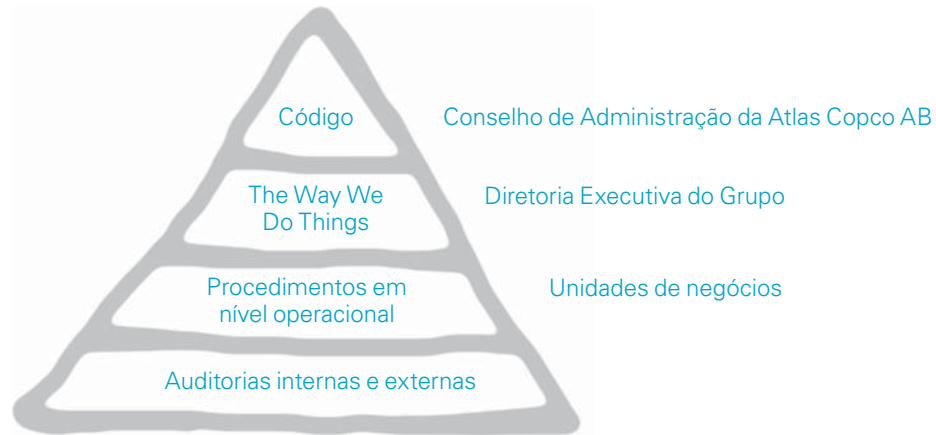 Código
Conselho de Administração da Atlas Copco AB
The Way We
Do Things
Diretoria Executiva do Grupo
Procedimentos em
nível operacional
Unidades de negócios
Auditorias internas e externas